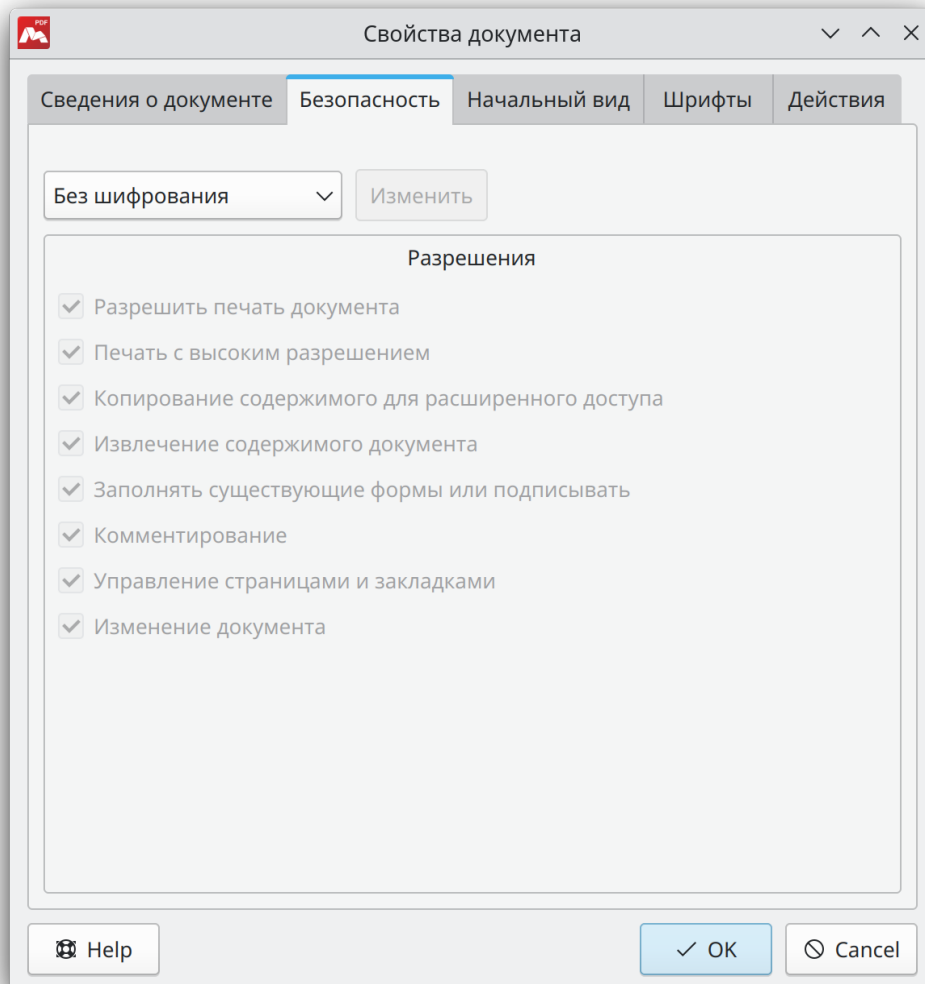 PDF
Свойства документа
Сведения о документе Безопасность Начальный вид Шрифты Действия
Без шифрования Изменить
Разрешения
Разрешить печать документа
Печать с высоким разрешением
Копирование содержимого для расширенного доступа
Извлечение содержимого документа
Заполнять существующие формы или подписывать
Комментирование
Управление страницами и закладками
Изменение документа
Help OK Cancel